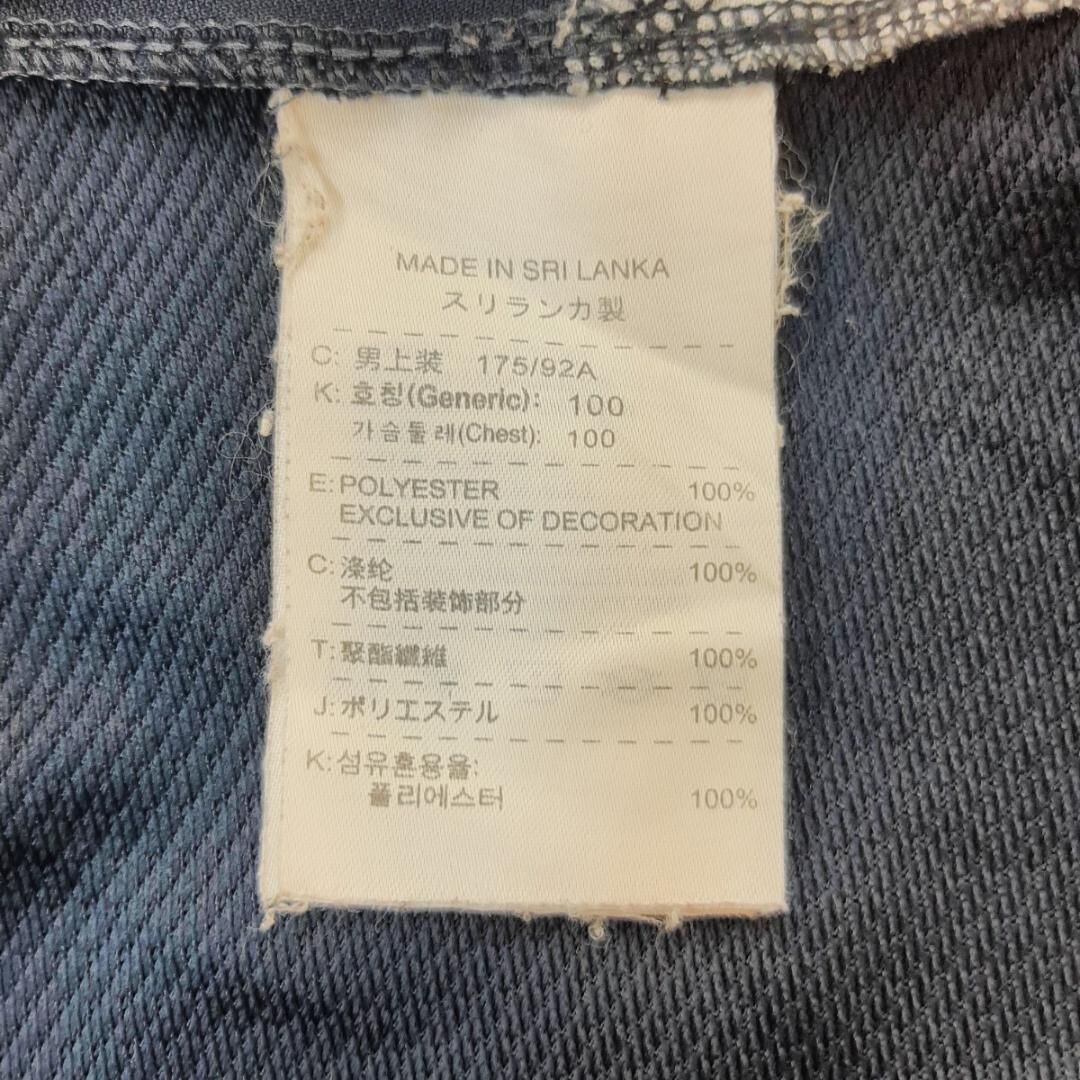 MADE IN SRI LANKA
スリランカ製
C: 男上装 175/92A
K: 호칭(Generic): 100
가슴둘레(Chest): 100
E: POLYESTER 100%
EXCLUSIVE OF DECORATION
C: 涤纶 100%
不包括装饰部分
T: 聚酯纖維 100%
J: ポリエステル 100%
K: 섬유혼용율:
폴리에스터 100%